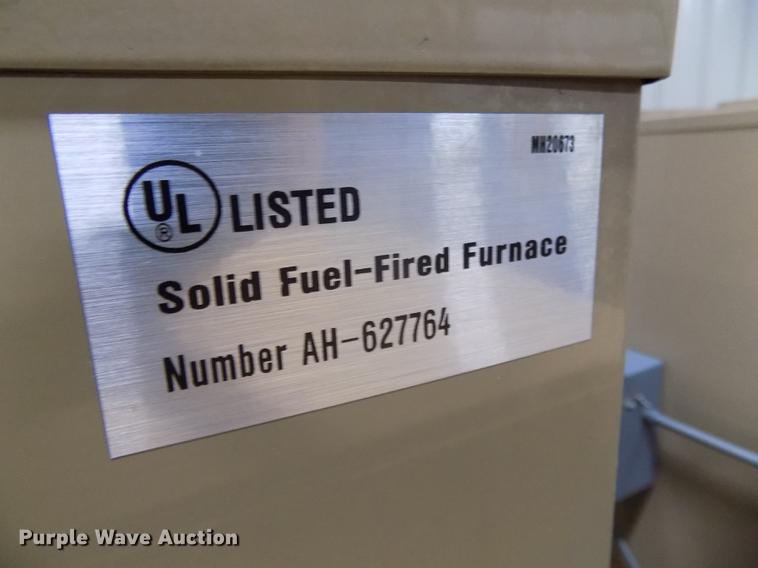 MH20673
UL® LISTED
Solid Fuel-Fired Furnace
Number AH-627764
Purple Wave Auction